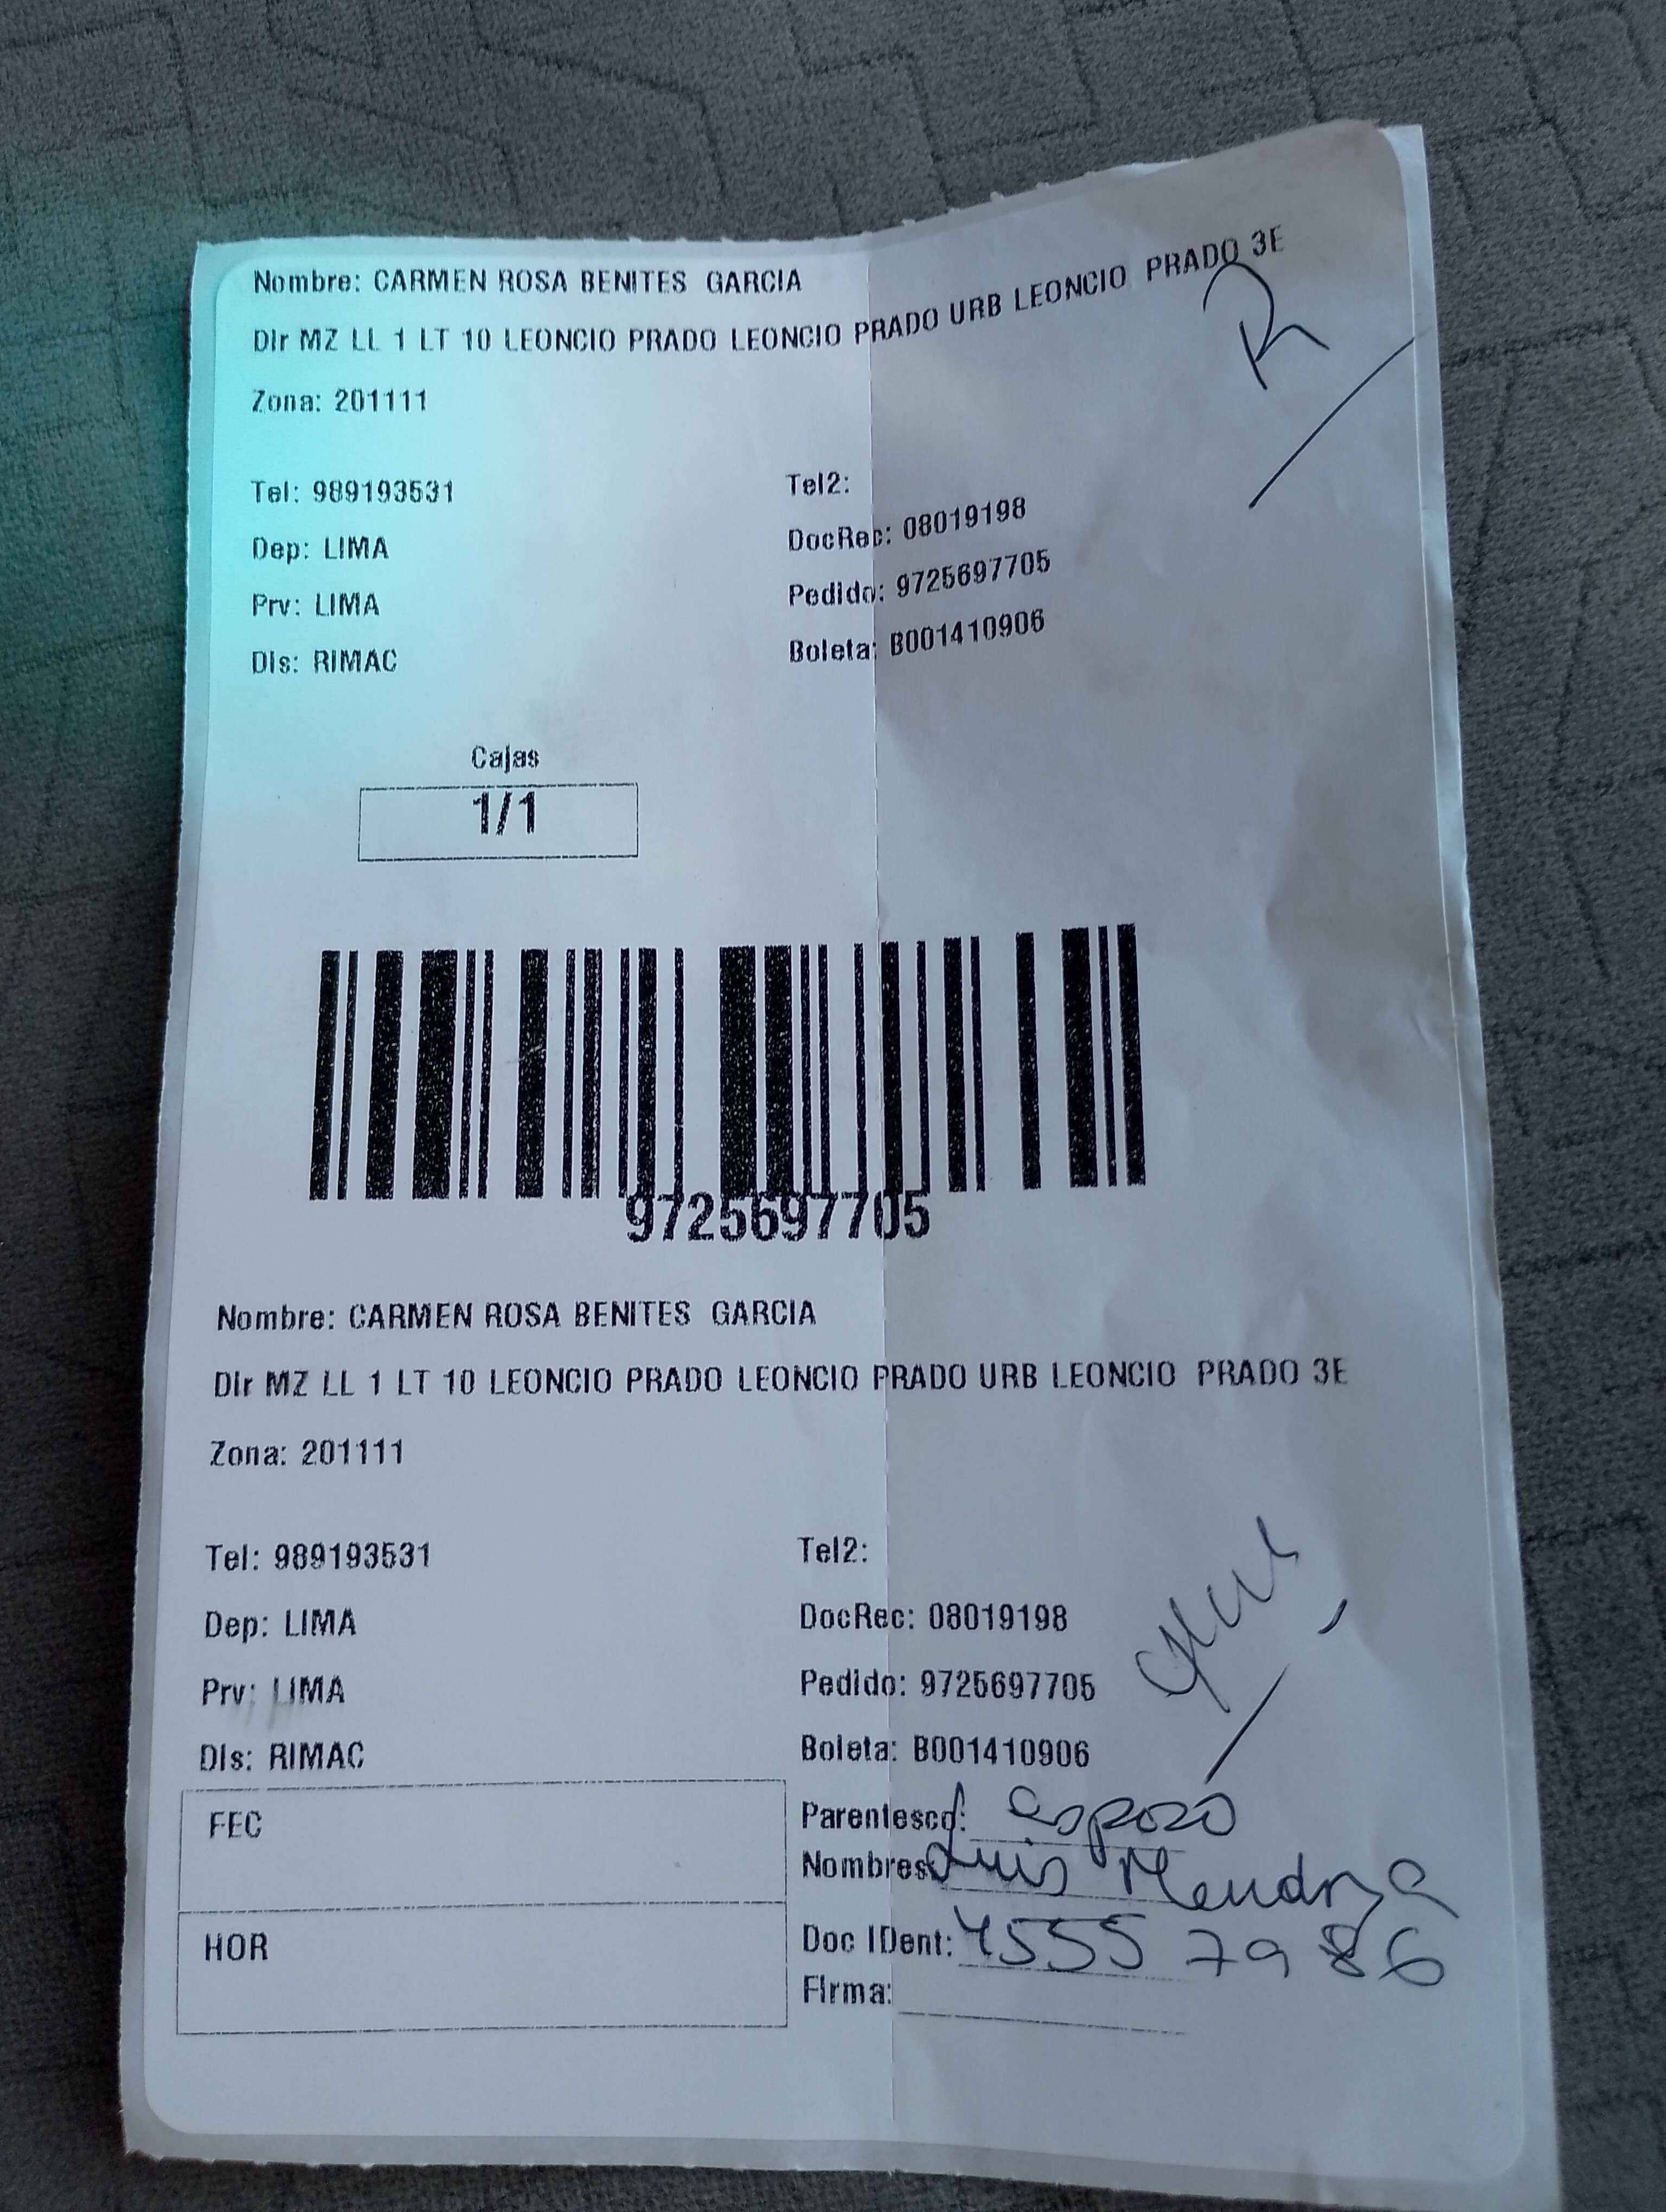 Nombre: CARMEN ROSA BENITES GARCIA
Dir MZ LL 1 LT 10 LEONCIO PRADO LEONCIO PRADO URB LEONCIO PRADO 3E
R
Zona: 201111
Tel: 989193531 Tel2:
Dep: LIMA DocRec: 08019198
Prv: LIMA Pedido: 9725697705
Dis: RIMAC Boleta: B001410906
Cajas
1/1
9725697705
Nombre: CARMEN ROSA BENITES GARCIA
Dir MZ LL 1 LT 10 LEONCIO PRADO LEONCIO PRADO URB LEONCIO PRADO 3E
Zona: 201111
Tel: 989193531 Tel2:
Dep: LIMA DocRec: 08019198
Prv: LIMA Pedido: 9725697705
Dis: RIMAC Boleta: B001410906
FEC
HOR
Parentesco: esposo
Nombres: Luis Mendoza
Doc IDent: 45557986
Firma: